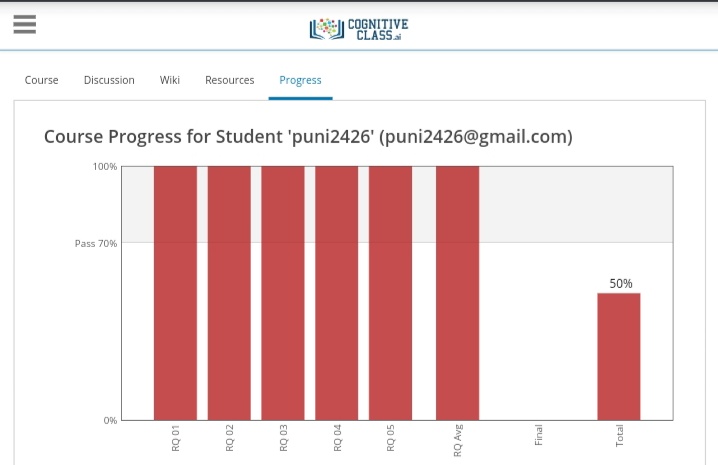 COGNITIVE
CLASS.ai
Course Discussion Wiki Resources Progress
Course Progress for Student 'puni2426' (puni2426@gmail.com)
100%
Pass 70%
50%
0%
RQ 01
RQ 02
RQ 03
RQ 04
RQ 05
RQ Avg
Final
Total